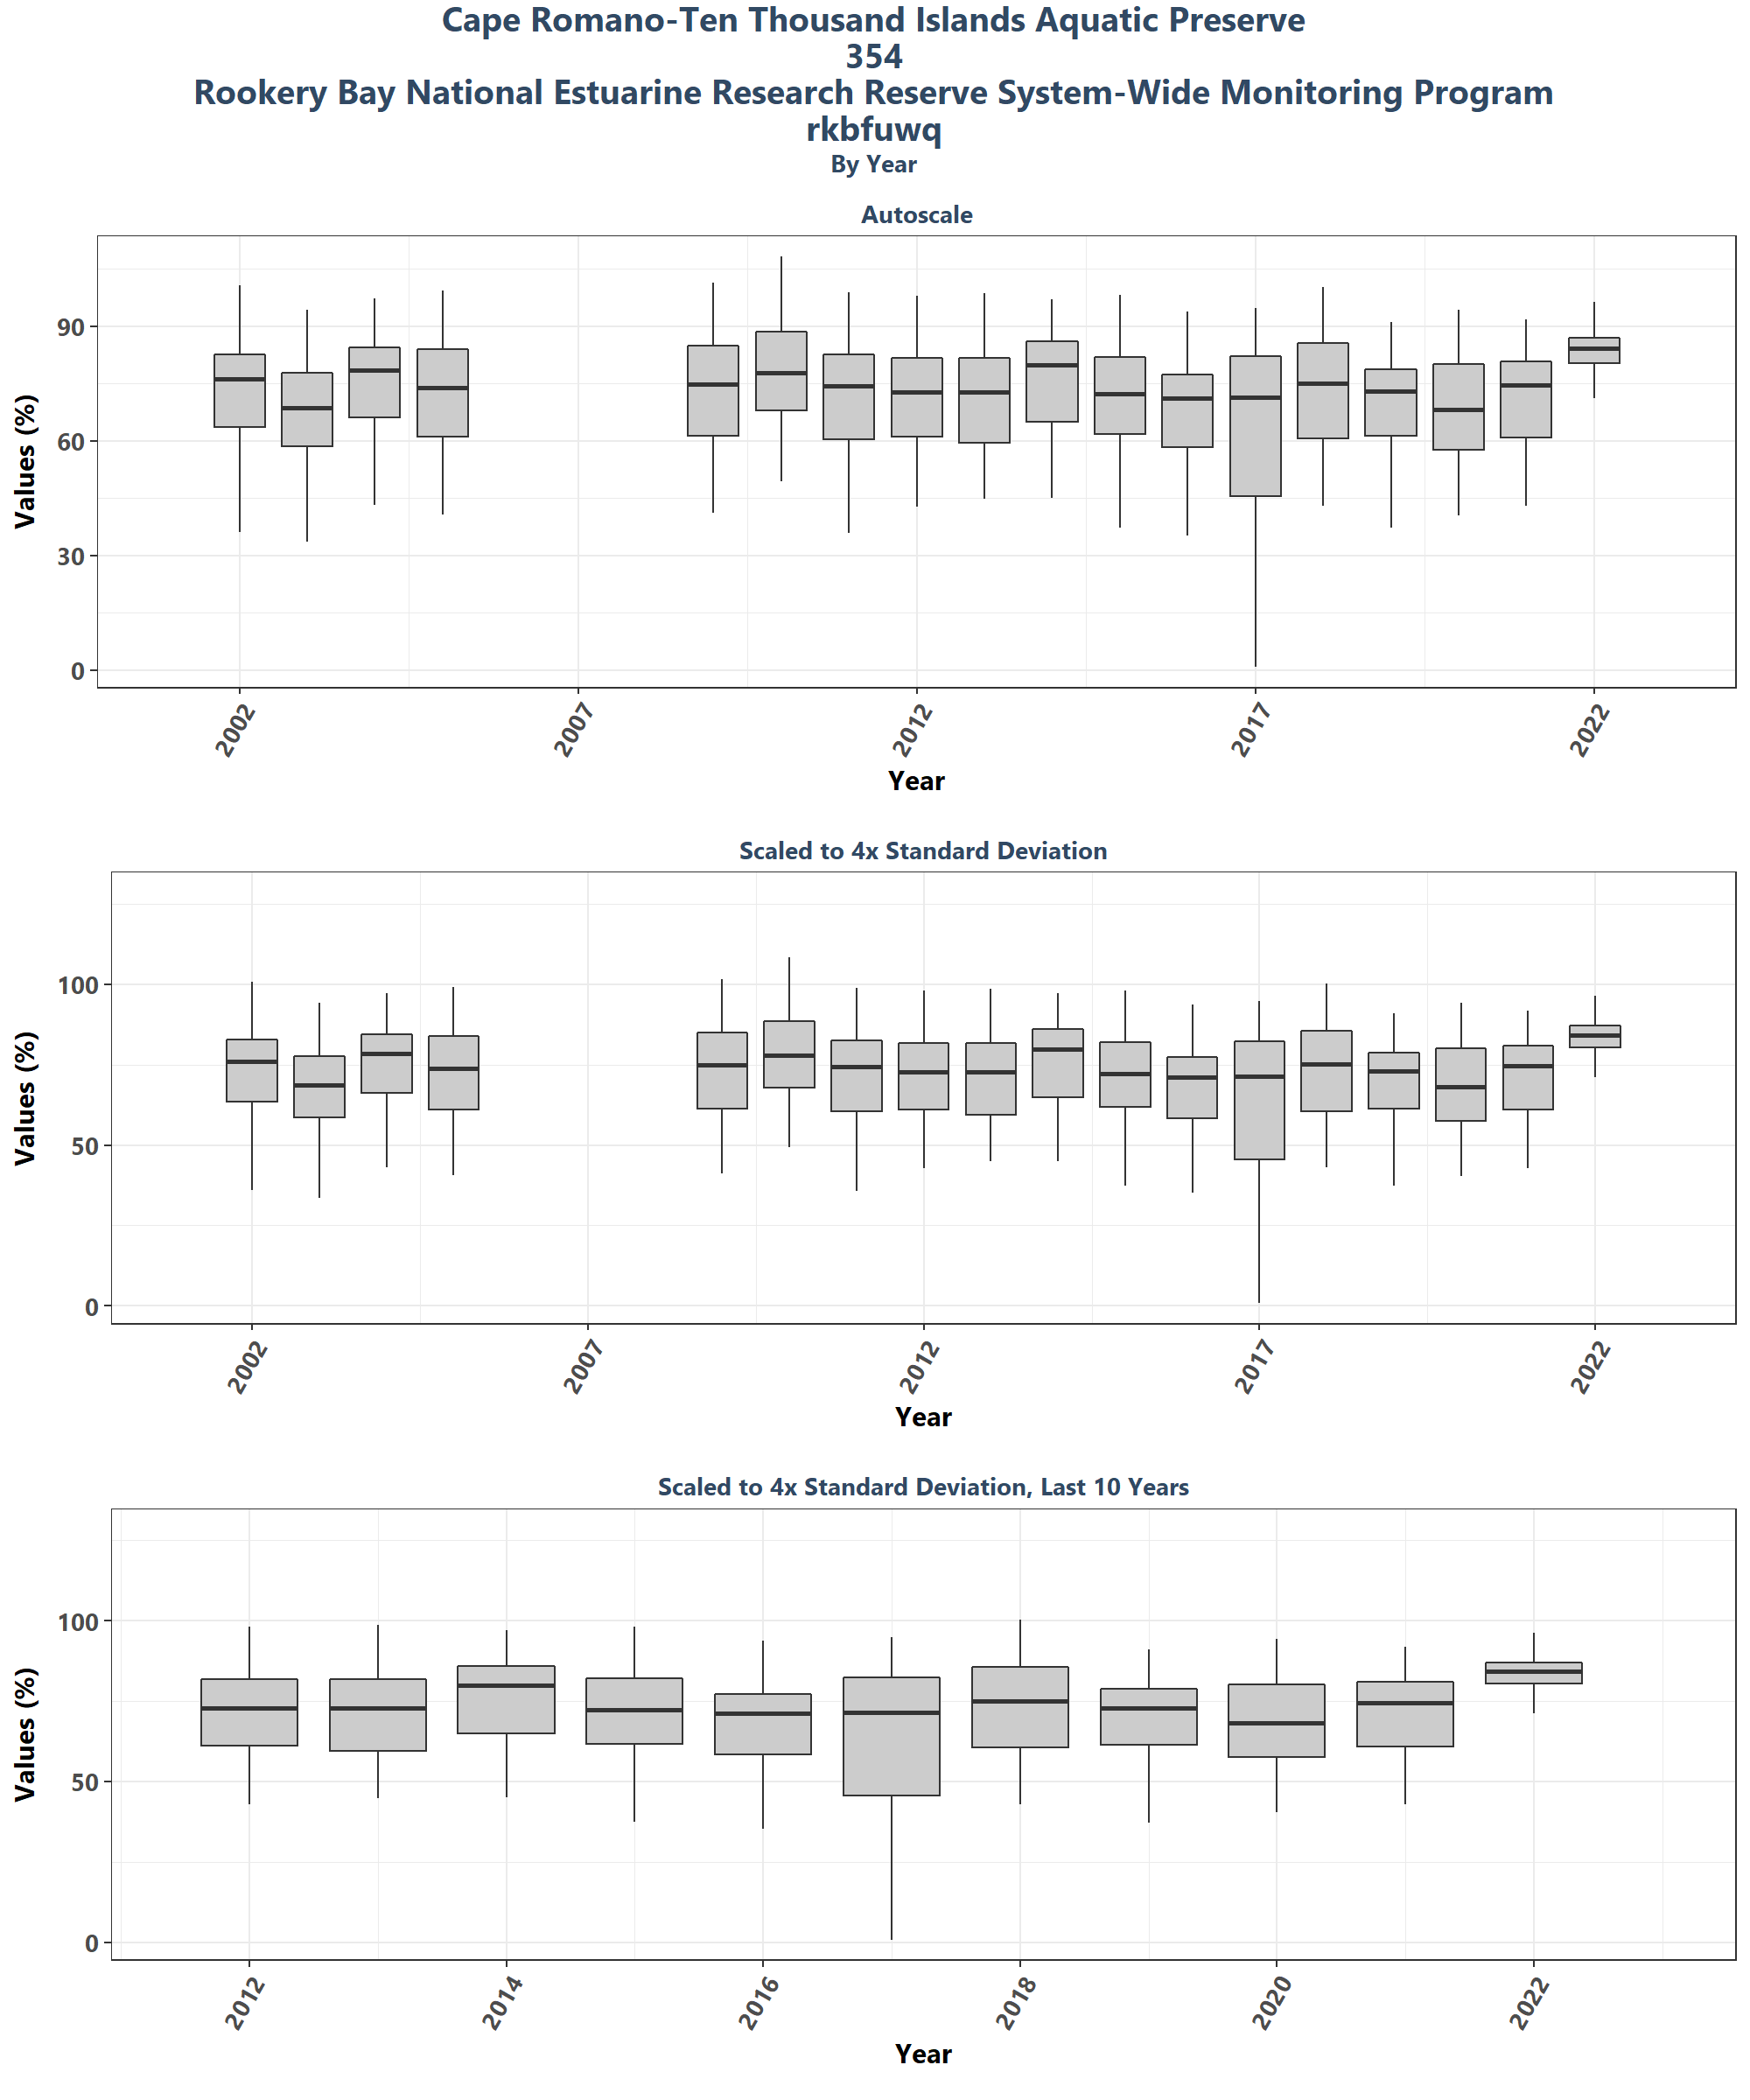 Cape Romano-Ten Thousand Islands Aquatic Preserve
354
Rookery Bay National Estuarine Research Reserve System-Wide Monitoring Program
rkbfuwq
By Year
Autoscale
Values (%)
90
60
30
0
2002 2007 2012 2017 2022
Year
Scaled to 4x Standard Deviation
Values (%)
100
50
0
2002 2007 2012 2017 2022
Year
Scaled to 4x Standard Deviation, Last 10 Years
Values (%)
100
50
0
2012 2014 2016 2018 2020 2022
Year